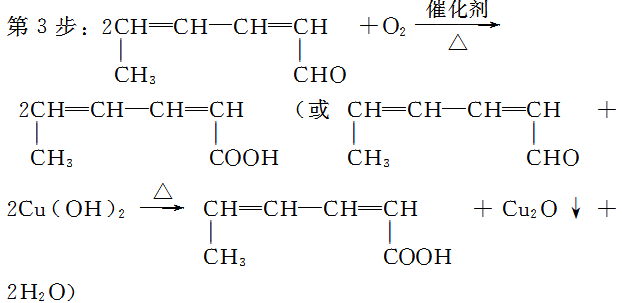 催化剂
第3步：2CH=CH—CH=CH +O₂ →
△
CH₃ CHO
2CH=CH—CH=CH （或 CH=CH—CH=CH +
CH₃ COOH CH₃ CHO
△
2Cu(OH)₂ → CH=CH—CH=CH + Cu₂O↓ +
CH₃ COOH
2H₂O）